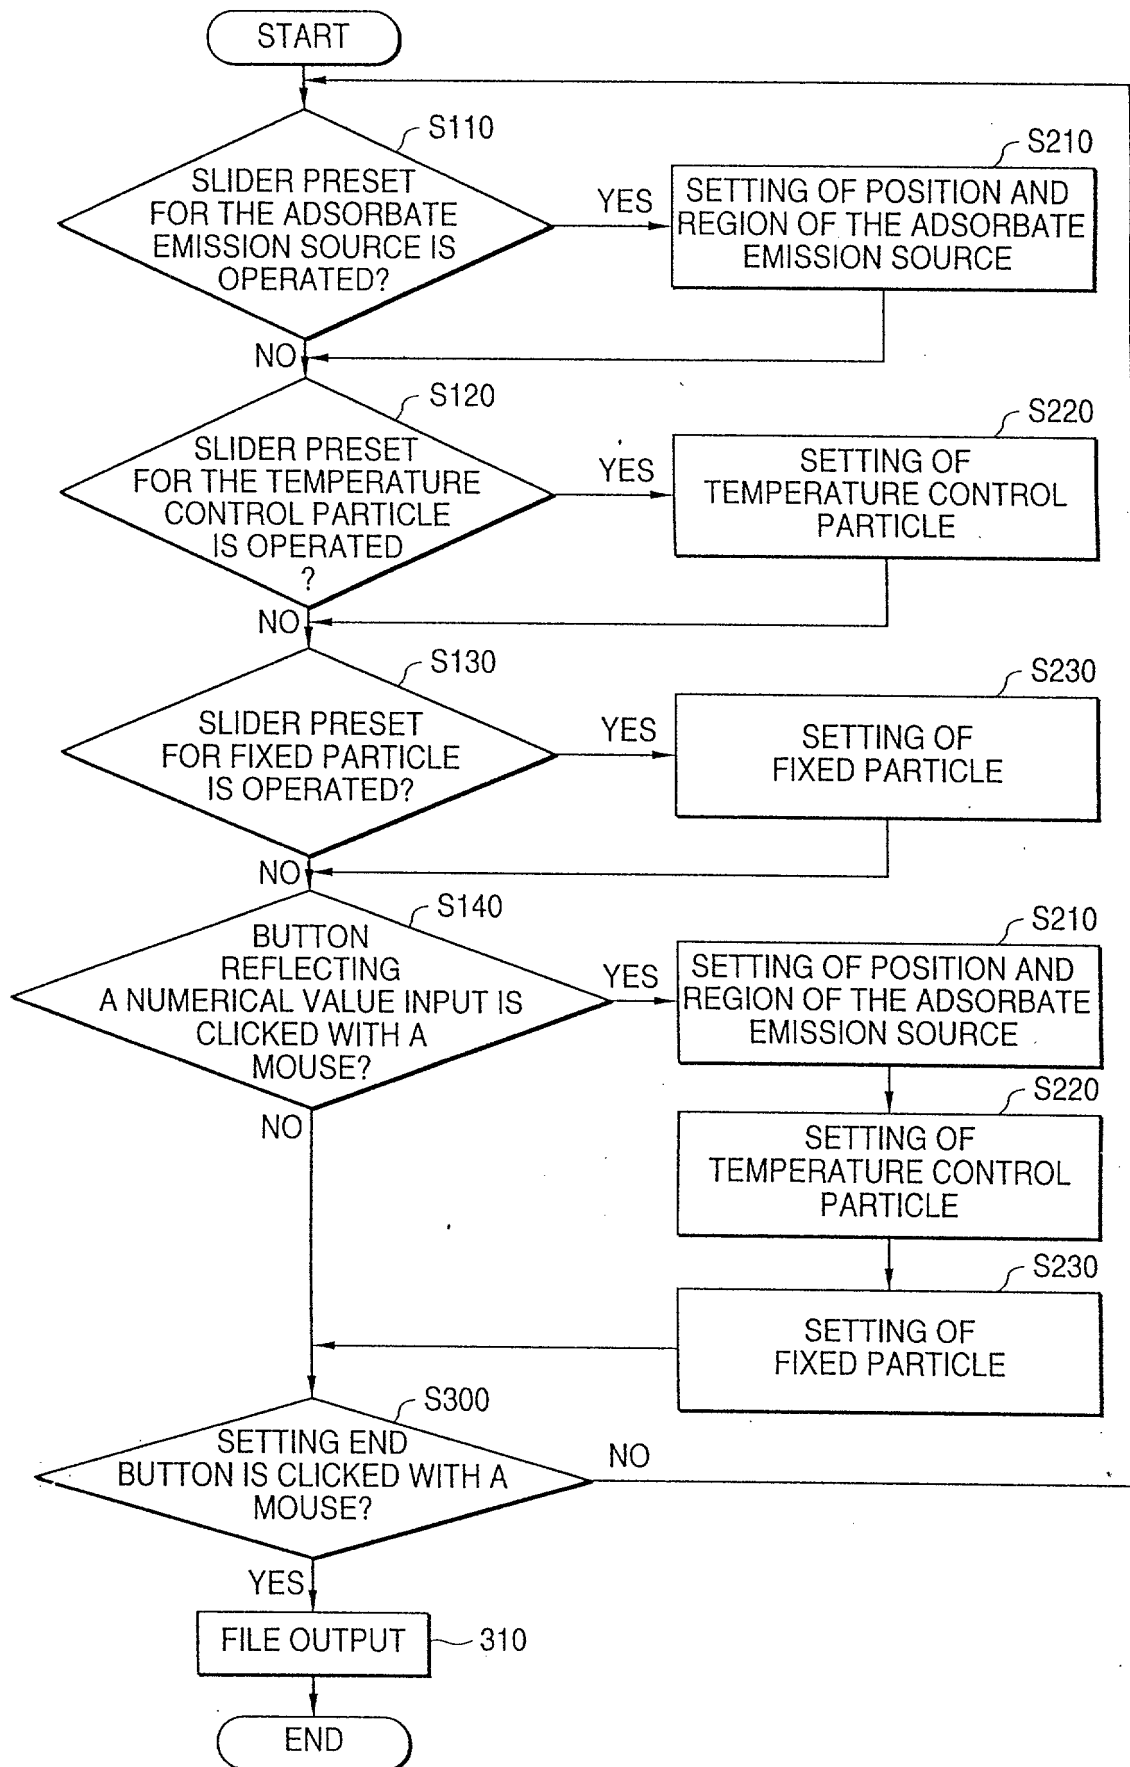 START
S110
SLIDER PRESET
FOR THE ADSORBATE
EMISSION SOURCE IS
OPERATED?
YES
S210
SETTING OF POSITION AND
REGION OF THE ADSORBATE
EMISSION SOURCE
NO
S120
SLIDER PRESET
FOR THE TEMPERATURE
CONTROL PARTICLE
IS OPERATED
?
YES
S220
SETTING OF
TEMPERATURE CONTROL
PARTICLE
NO
S130
SLIDER PRESET
FOR FIXED PARTICLE
IS OPERATED?
YES
S230
SETTING OF
FIXED PARTICLE
NO
S140
BUTTON
REFLECTING
A NUMERICAL VALUE INPUT IS
CLICKED WITH A
MOUSE?
YES
S210
SETTING OF POSITION AND
REGION OF THE ADSORBATE
EMISSION SOURCE
NO
S220
SETTING OF
TEMPERATURE CONTROL
PARTICLE
S230
SETTING OF
FIXED PARTICLE
S300
SETTING END
BUTTON IS CLICKED WITH A
MOUSE?
NO
YES
FILE OUTPUT
310
END